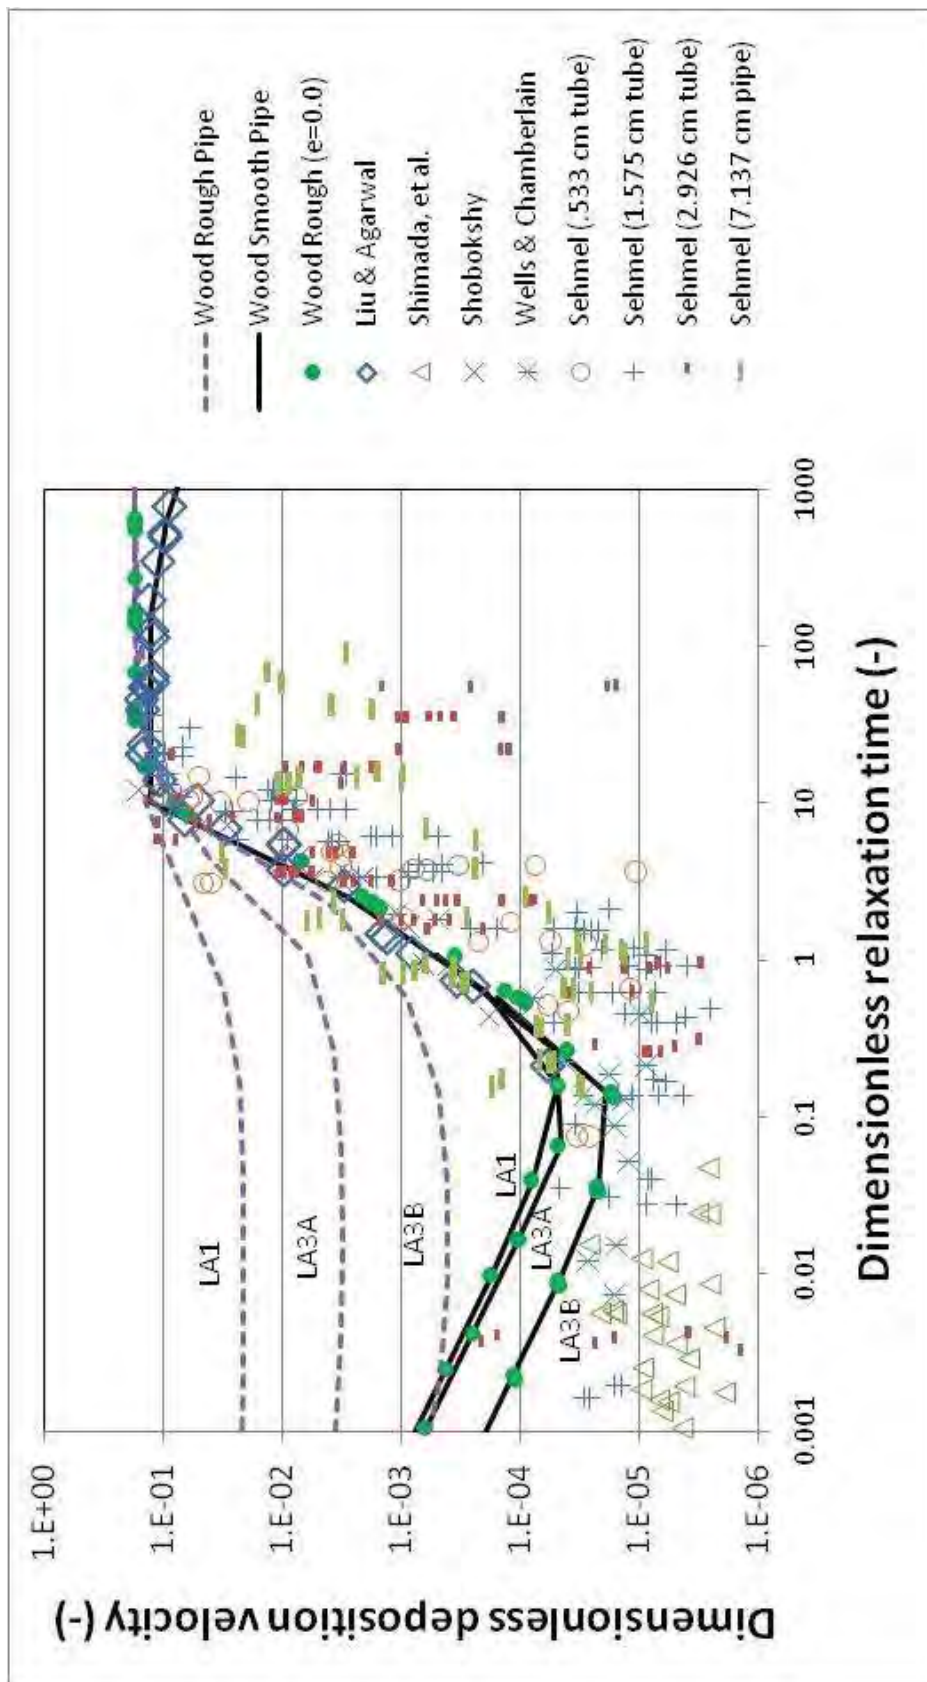 1.E+00
1.E-01
1.E-02
1.E-03
1.E-04
1.E-05
1.E-06
Dimensionless deposition velocity (-)
LA1
LA3A
LA3B
LA1
LA3A
LA3B
0.001
0.01
0.1
1
10
100
1000
Dimensionless relaxation time (-)
Wood Rough Pipe
Wood Smooth Pipe
Wood Rough (e=0.0)
Liu & Agarwal
Shimada, et al.
Shobokshy
Wells & Chamberlain
Sehmel (.533 cm tube)
Sehmel (1.575 cm tube)
Sehmel (2.926 cm tube)
Sehmel (7.137 cm pipe)